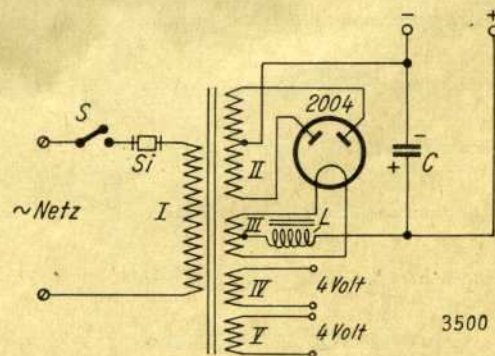 − +
2004
S
Si
I
II
− +
C
~Netz
III
L
IV
4 Volt
V
4 Volt
3500